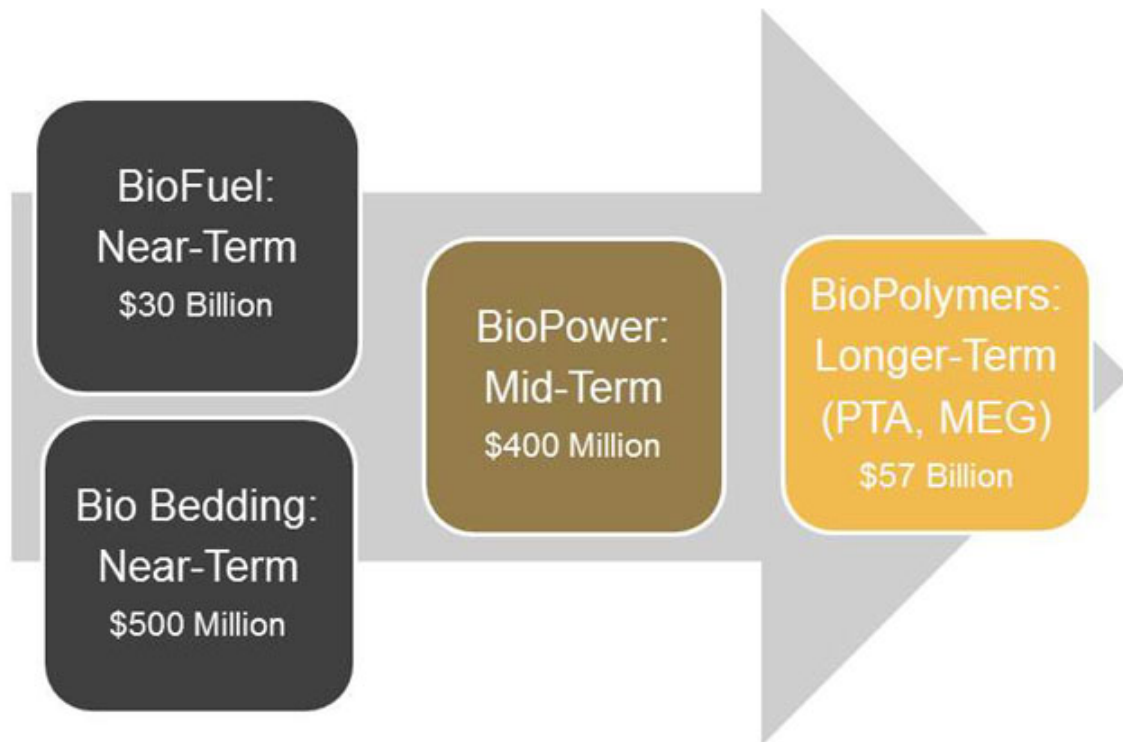 BioFuel:
Near-Term
$30 Billion
Bio Bedding:
Near-Term
$500 Million
BioPower:
Mid-Term
$400 Million
BioPolymers:
Longer-Term
(PTA, MEG)
$57 Billion